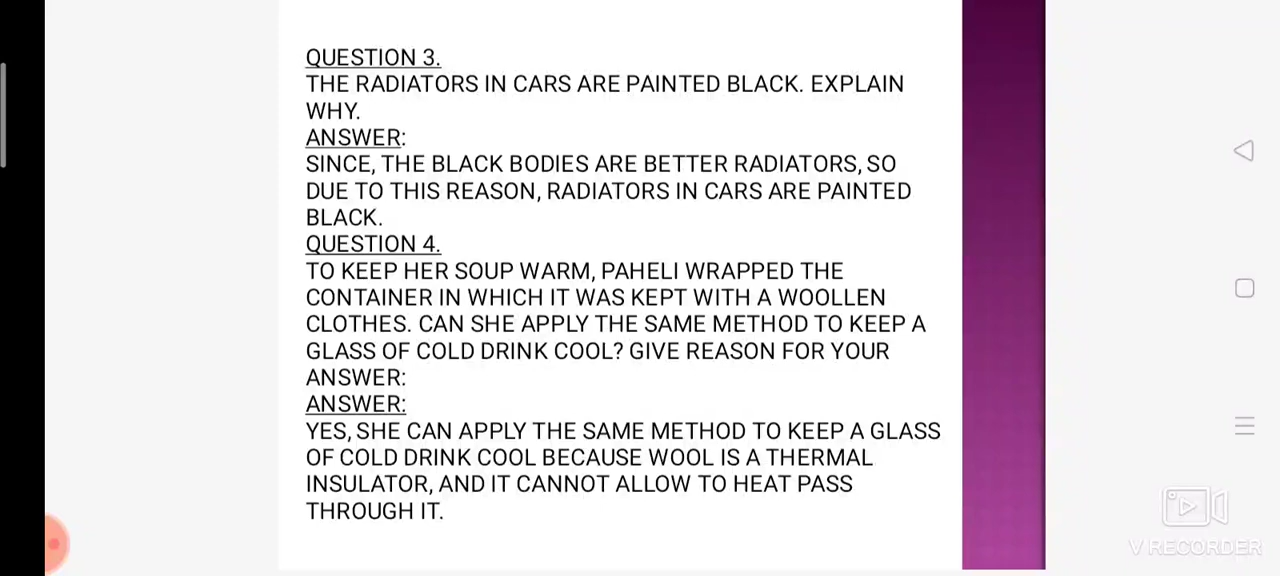 QUESTION 3.
THE RADIATORS IN CARS ARE PAINTED BLACK. EXPLAIN
WHY.
ANSWER:
SINCE, THE BLACK BODIES ARE BETTER RADIATORS, SO
DUE TO THIS REASON, RADIATORS IN CARS ARE PAINTED
BLACK.
QUESTION 4.
TO KEEP HER SOUP WARM, PAHELI WRAPPED THE
CONTAINER IN WHICH IT WAS KEPT WITH A WOOLLEN
CLOTHES. CAN SHE APPLY THE SAME METHOD TO KEEP A
GLASS OF COLD DRINK COOL? GIVE REASON FOR YOUR
ANSWER:
ANSWER:
YES, SHE CAN APPLY THE SAME METHOD TO KEEP A GLASS
OF COLD DRINK COOL BECAUSE WOOL IS A THERMAL
INSULATOR, AND IT CANNOT ALLOW TO HEAT PASS
THROUGH IT.
V RECORDER